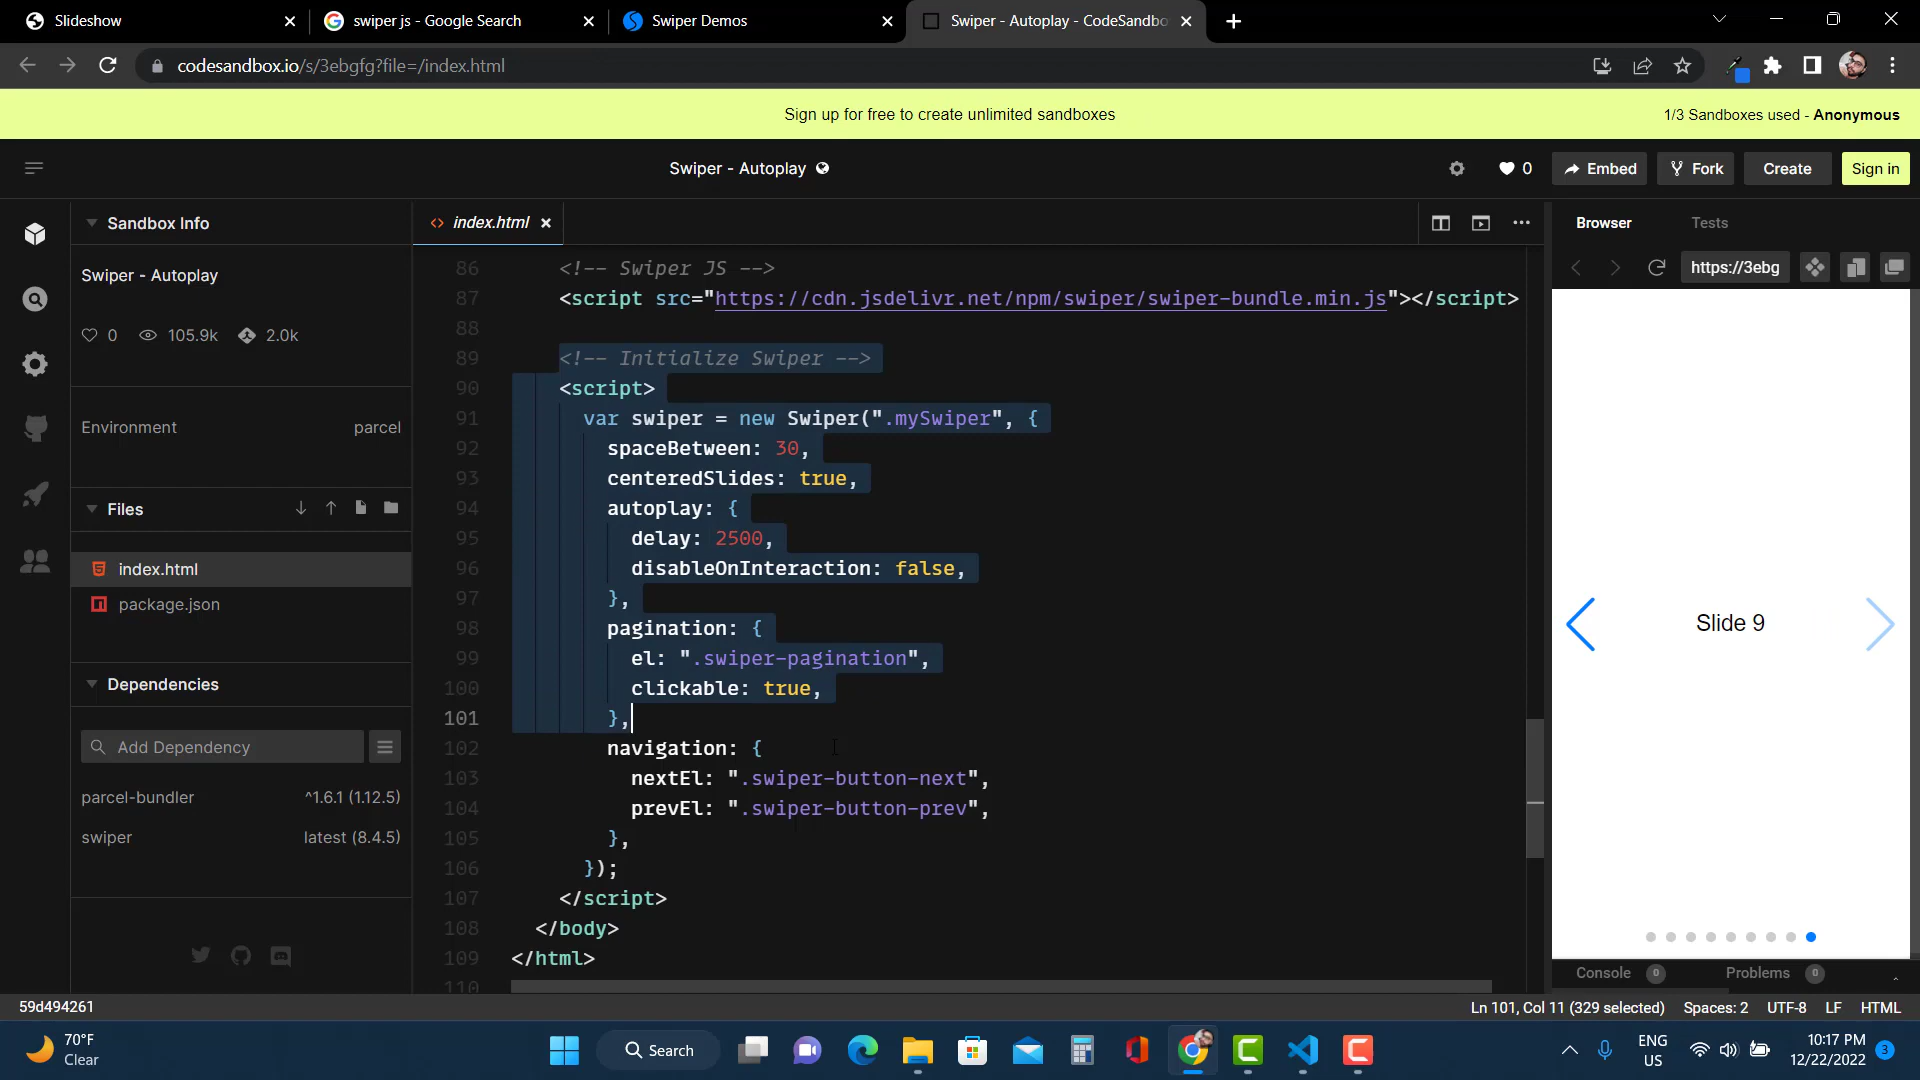 Slideshow
swiper js - Google Search
Swiper Demos
Swiper - Autoplay - CodeSandbo
codesandbox.io/s/3ebgfg?file=/index.html
Sign up for free to create unlimited sandboxes
1/3 Sandboxes used - Anonymous
Swiper - Autoplay
0
Embed
Fork
Create
Sign in
Sandbox Info
Swiper - Autoplay
0
105.9k
2.0k
Environment
parcel
Files
index.html
package.json
Dependencies
Add Dependency
parcel-bundler
^1.6.1 (1.12.5)
swiper
latest (8.4.5)
index.html
86 <!-- Swiper JS -->
87 <script src="https://cdn.jsdelivr.net/npm/swiper/swiper-bundle.min.js"></script>
88
89 <!-- Initialize Swiper -->
90 <script>
91 var swiper = new Swiper(".mySwiper", {
92 spaceBetween: 30,
93 centeredSlides: true,
94 autoplay: {
95 delay: 2500,
96 disableOnInteraction: false,
97 },
98 pagination: {
99 el: ".swiper-pagination",
100 clickable: true,
101 },
102 navigation: {
103 nextEl: ".swiper-button-next",
104 prevEl: ".swiper-button-prev",
105 },
106 });
107 </script>
108 </body>
109 </html>
110
Browser
Tests
https://3ebg
Slide 9
Console 0
Problems 0
59d494261
Ln 101, Col 11 (329 selected)
Spaces: 2
UTF-8
LF
HTML
70°F
Clear
Search
ENG
US
10:17 PM
12/22/2022
3